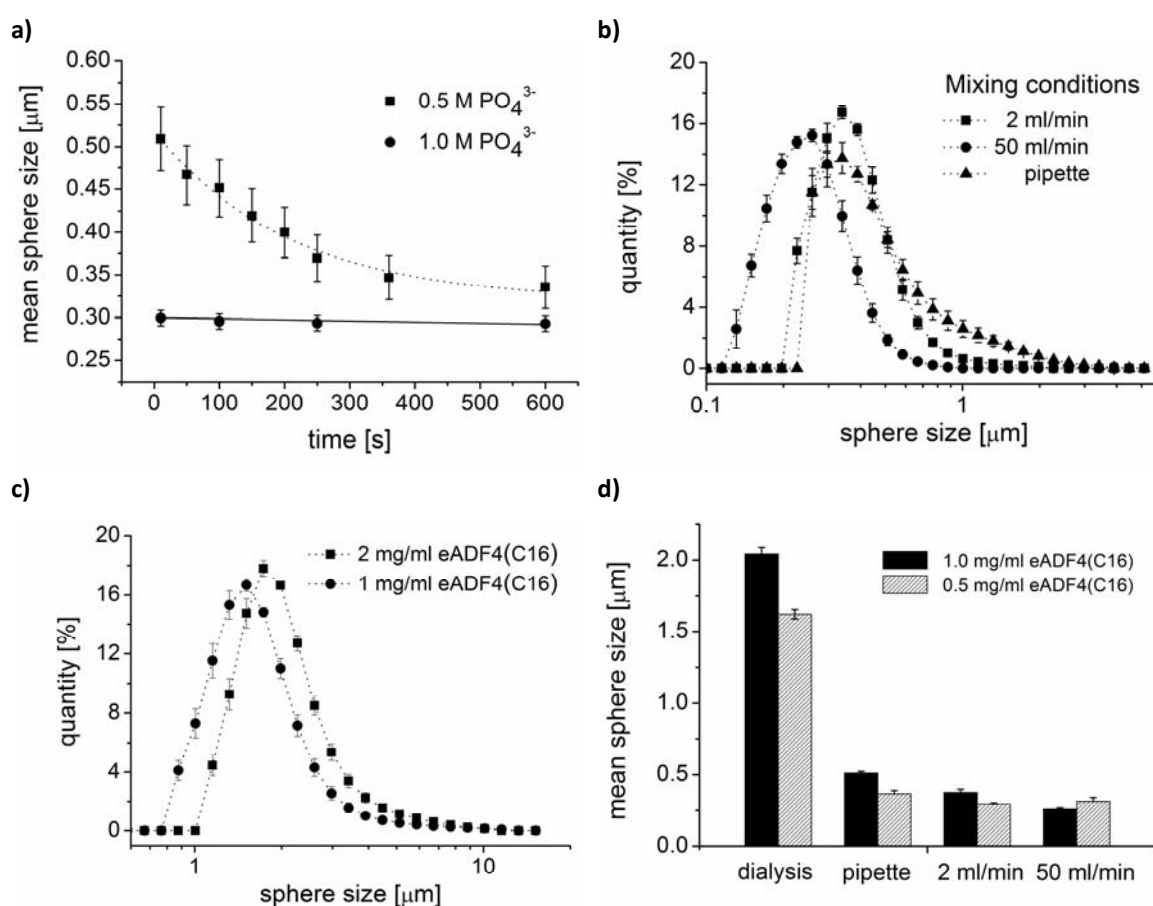 a)
0.60
0.55
0.50
0.45
0.40
0.35
0.30
0.25
0.20
mean sphere size [μm]
0.5 M PO₄³⁻
1.0 M PO₄³⁻
0 100 200 300 400 500 600
time [s]
b)
20
16
12
8
4
0
quantity [%]
Mixing conditions
2 ml/min
50 ml/min
pipette
0.1 1
sphere size [μm]
c)
20
16
12
8
4
0
quantity [%]
2 mg/ml eADF4(C16)
1 mg/ml eADF4(C16)
1 10
sphere size [μm]
d)
2.0
1.5
1.0
0.5
0.0
mean sphere size [μm]
1.0 mg/ml eADF4(C16)
0.5 mg/ml eADF4(C16)
dialysis pipette 2 ml/min 50 ml/min